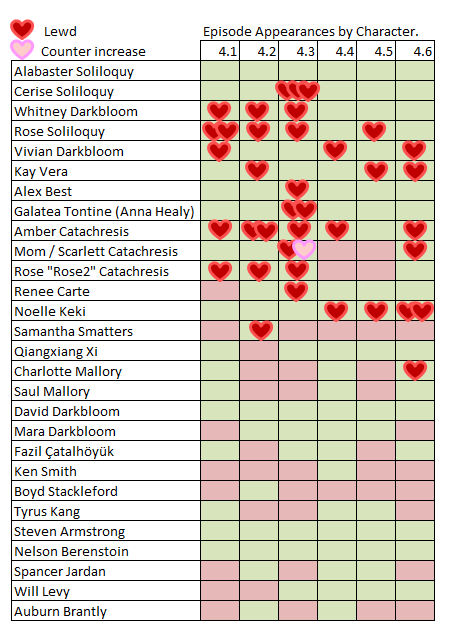 Lewd Episode Appearances by Character.
Counter increase 4.1 4.2 4.3 4.4 4.5 4.6
Alabaster Soliloquy
Cerise Soliloquy
Whitney Darkbloom
Rose Soliloquy
Vivian Darkbloom
Kay Vera
Alex Best
Galatea Tontine (Anna Healy)
Amber Catachresis
Mom / Scarlett Catachresis
Rose "Rose2" Catachresis
Renee Carte
Noelle Keki
Samantha Smatters
Qiangxiang Xi
Charlotte Mallory
Saul Mallory
David Darkbloom
Mara Darkbloom
Fazil Çatalhöyük
Ken Smith
Boyd Stackleford
Tyrus Kang
Steven Armstrong
Nelson Berenstoin
Spancer Jardan
Will Levy
Auburn Brantly